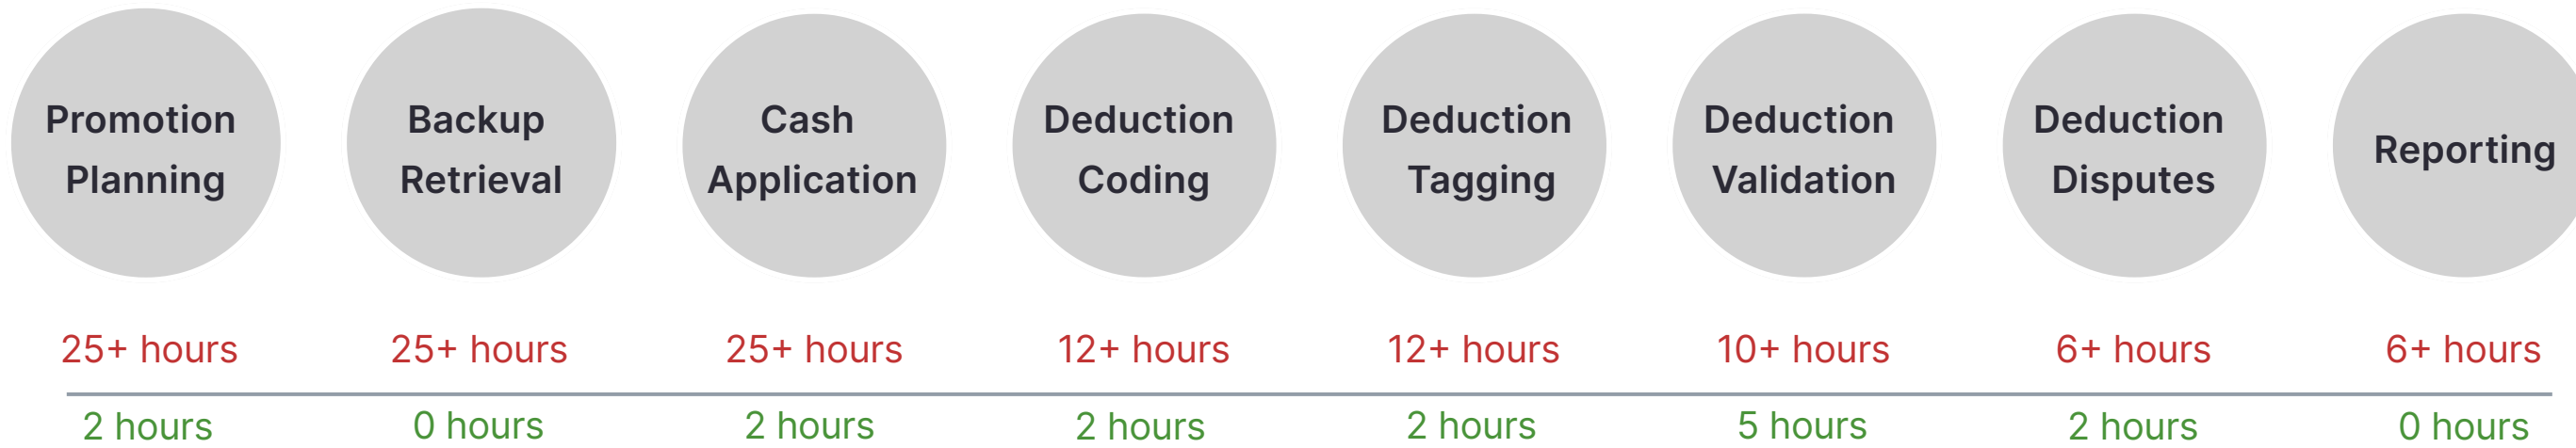 Promotion
Planning
Backup
Retrieval
Cash
Application
Deduction
Coding
Deduction
Tagging
Deduction
Validation
Deduction
Disputes
Reporting
25+ hours
25+ hours
25+ hours
12+ hours
12+ hours
10+ hours
6+ hours
6+ hours
2 hours
0 hours
2 hours
2 hours
2 hours
5 hours
2 hours
0 hours